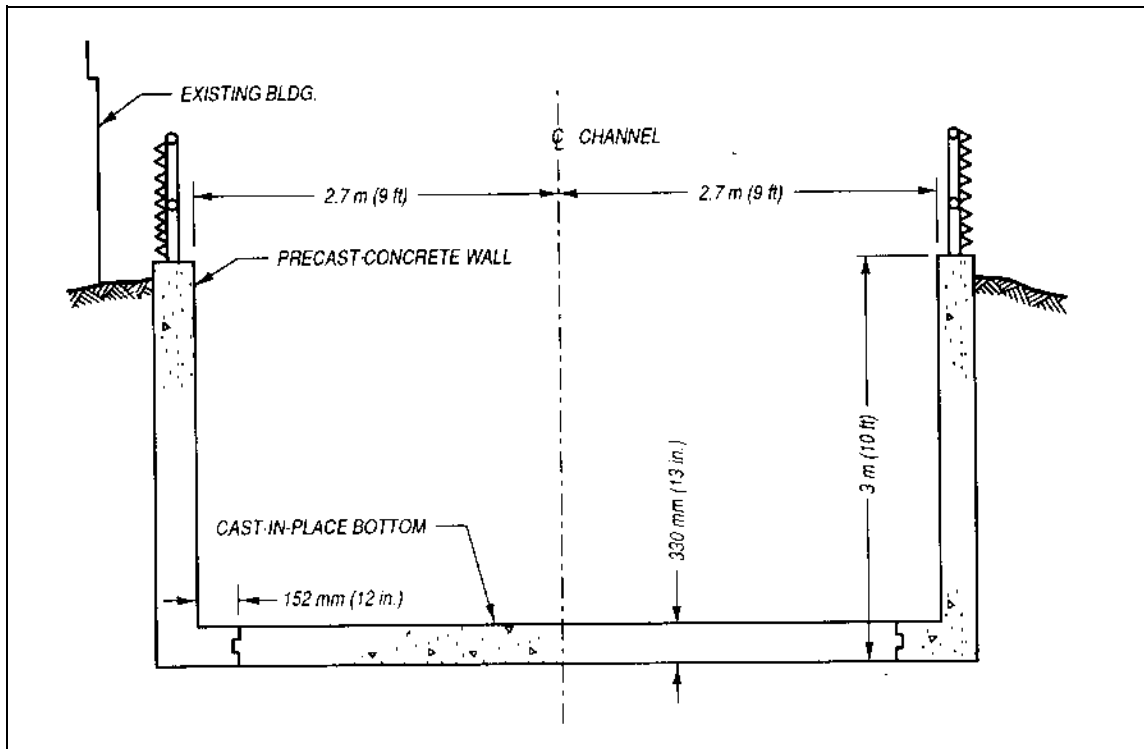 EXISTING BLDG.
℄ CHANNEL
2.7 m (9 ft)
2.7 m (9 ft)
PRECAST-CONCRETE WALL
3 m (10 ft)
330 mm (13 in.)
CAST-IN-PLACE BOTTOM
152 mm (12 in.)